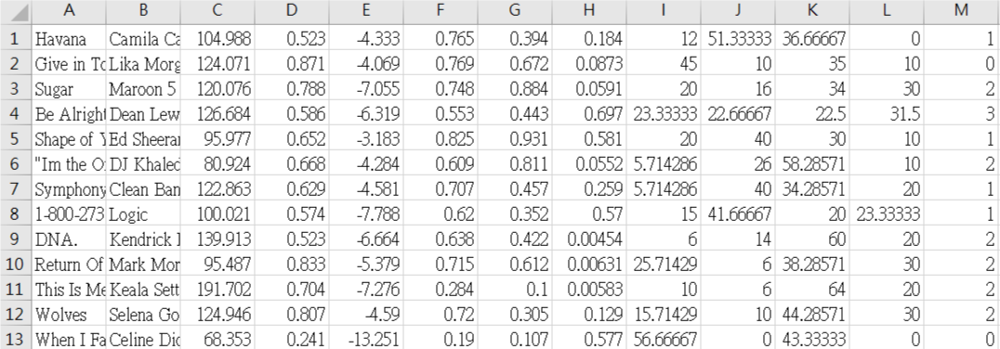 A B C D E F G H I J K L M
1 Havana Camila Ca 104.988 0.523 -4.333 0.765 0.394 0.184 12 51.33333 36.66667 0 1
2 Give in To Lika Morg 124.071 0.871 -4.069 0.769 0.672 0.0873 45 10 35 10 0
3 Sugar Maroon 5 120.076 0.788 -7.055 0.748 0.884 0.0591 20 16 34 30 2
4 Be Alright Dean Lew 126.684 0.586 -6.319 0.553 0.443 0.697 23.33333 22.66667 22.5 31.5 3
5 Shape of Y Ed Sheeran 95.977 0.652 -3.183 0.825 0.931 0.581 20 40 30 10 1
6 "Im the O DJ Khaled 80.924 0.668 -4.284 0.609 0.811 0.0552 5.714286 26 58.28571 10 2
7 Symphony Clean Ban 122.863 0.629 -4.581 0.707 0.457 0.259 5.714286 40 34.28571 20 1
8 1-800-273 Logic 100.021 0.574 -7.788 0.62 0.352 0.57 15 41.66667 20 23.33333 1
9 DNA. Kendrick 139.913 0.523 -6.664 0.638 0.422 0.00454 6 14 60 20 2
10 Return Of Mark Mor 95.487 0.833 -5.379 0.715 0.612 0.00631 25.71429 6 38.28571 30 2
11 This Is Me Keala Sett 191.702 0.704 -7.276 0.284 0.1 0.00583 10 6 64 20 2
12 Wolves Selena Go 124.946 0.807 -4.59 0.72 0.305 0.129 15.71429 10 44.28571 30 2
13 When I Fa Celine Dio 68.353 0.241 -13.251 0.19 0.107 0.577 56.66667 0 43.33333 0 0